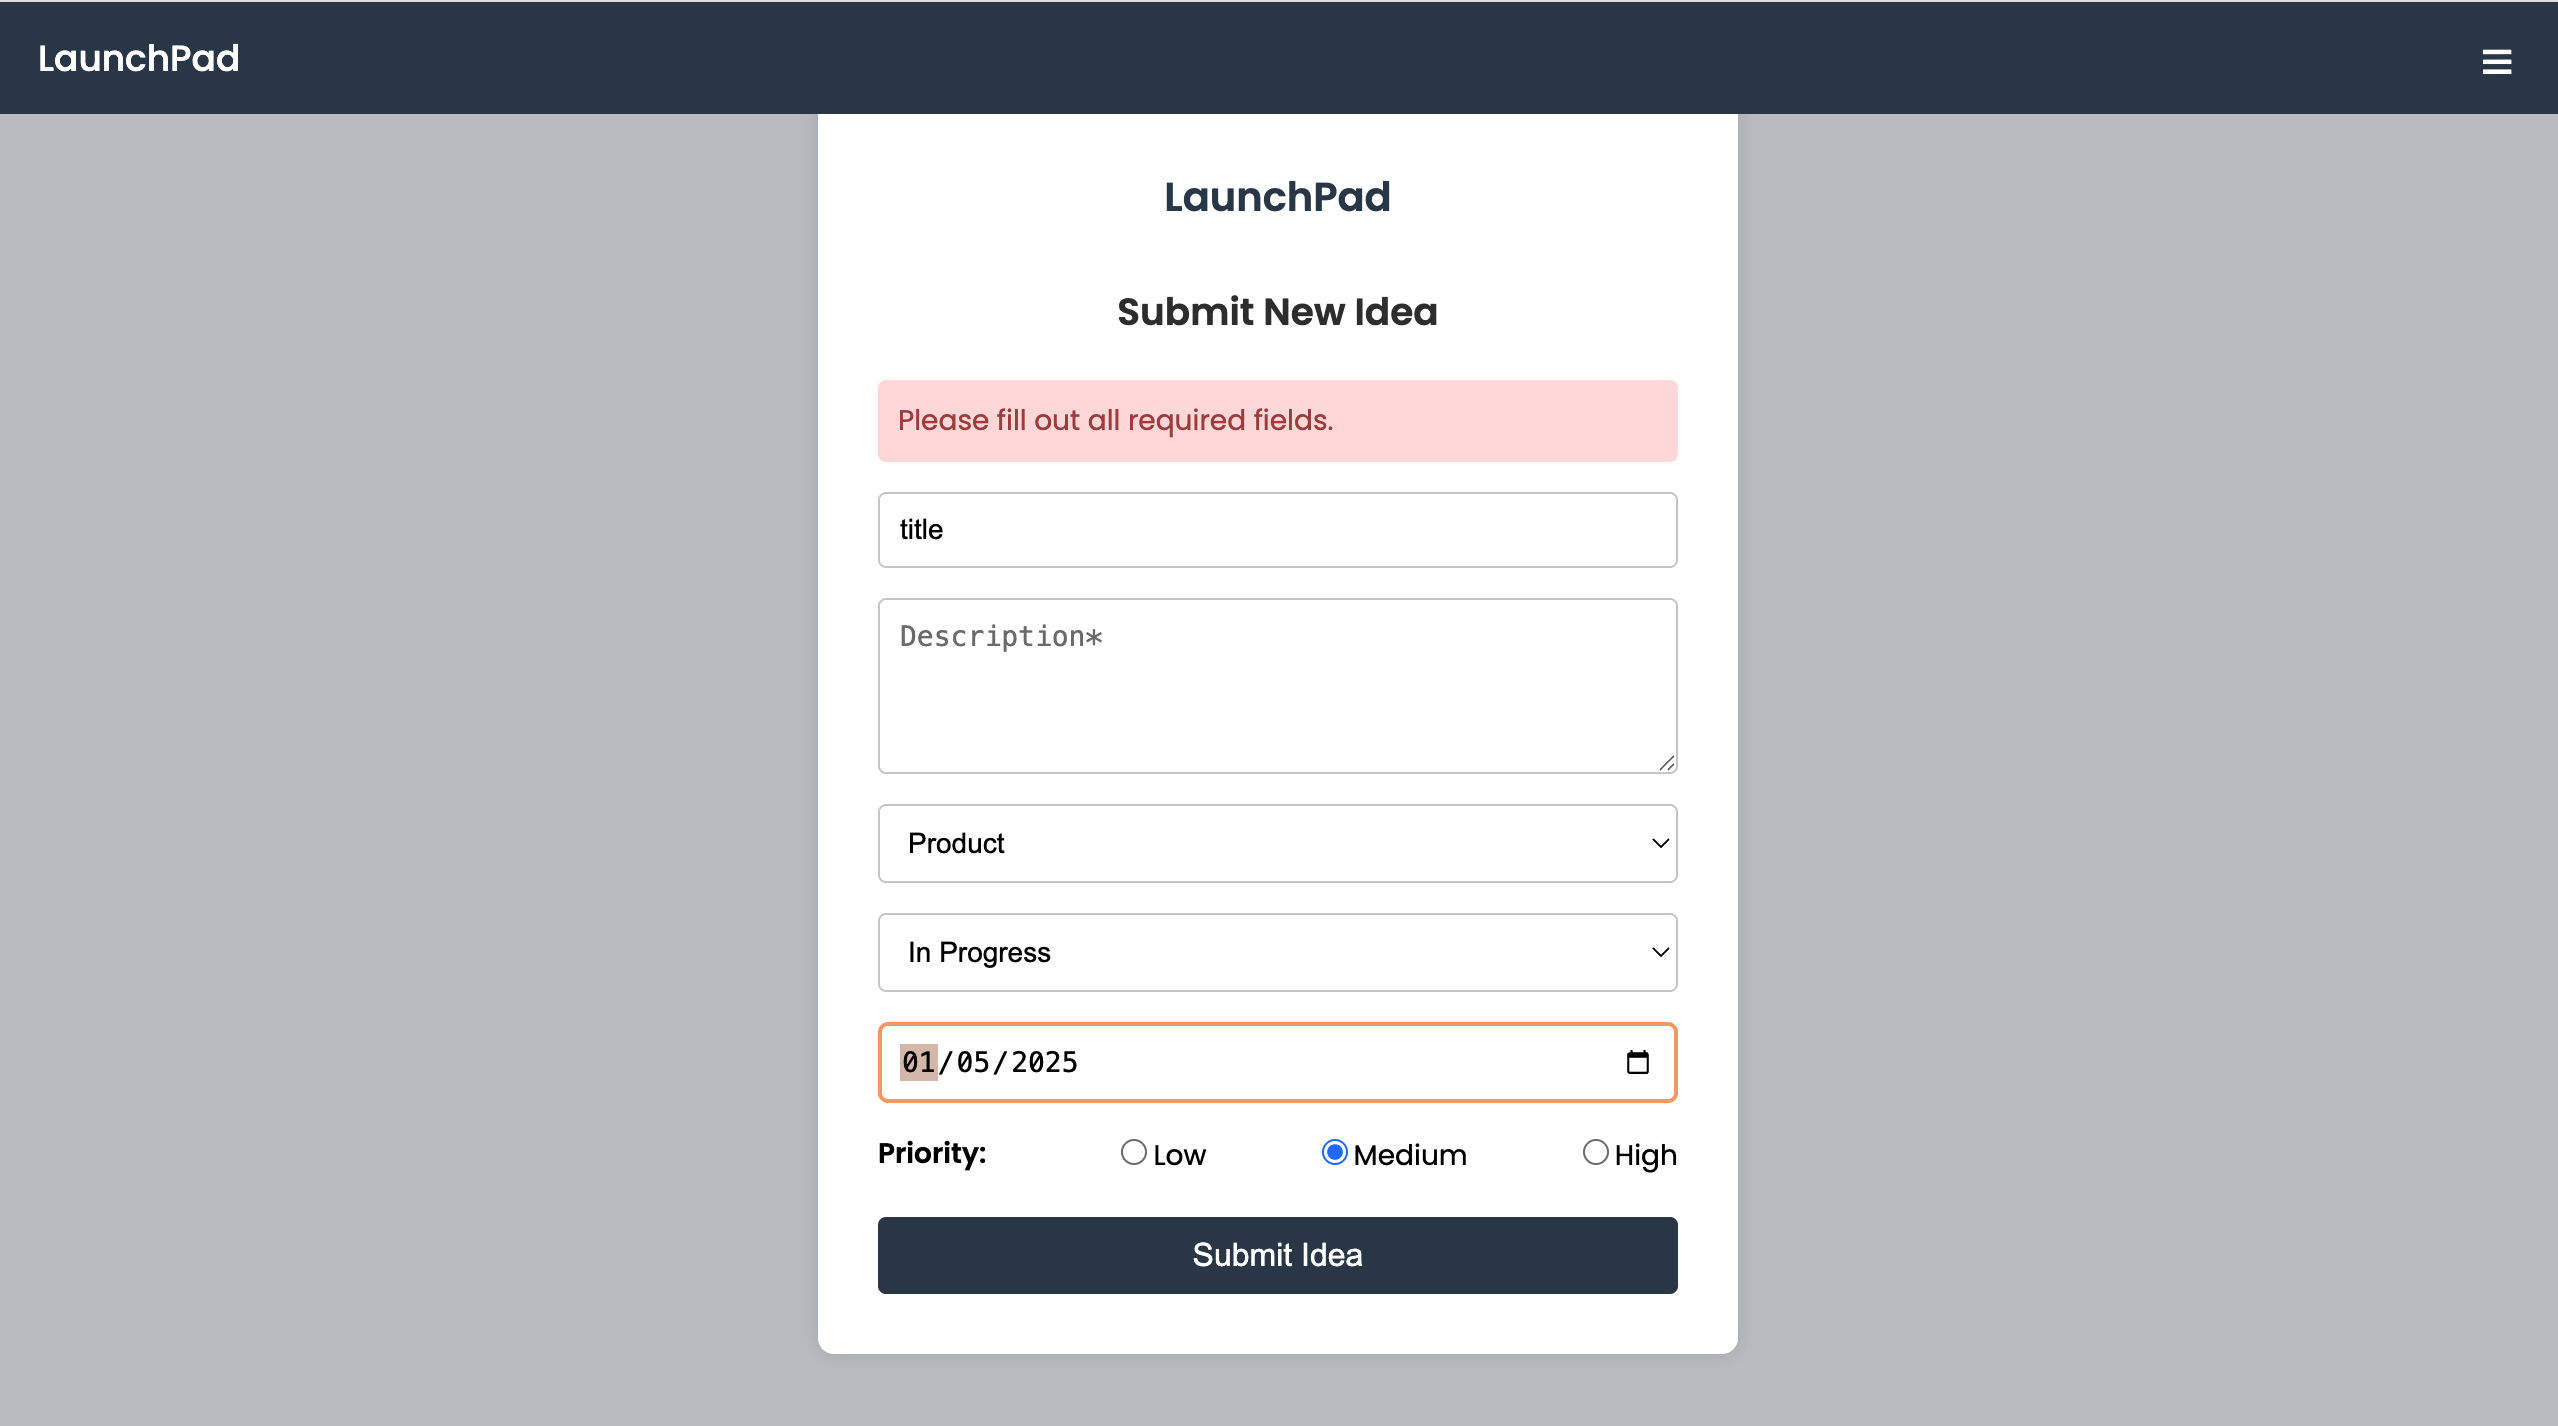 LaunchPad
LaunchPad
Submit New Idea
Please fill out all required fields.
title
Description*
Product
In Progress
01/05/2025
Priority: Low Medium High
Submit Idea